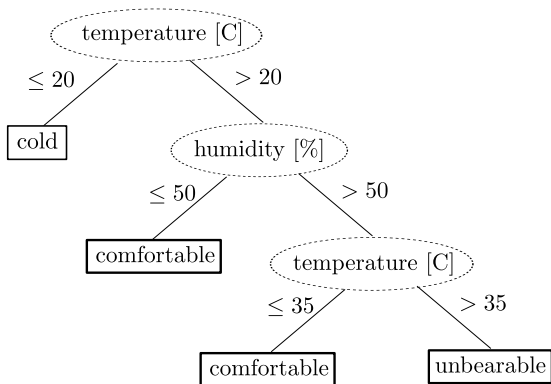 temperature [C]
≤ 20
> 20
cold
humidity [%]
≤ 50
> 50
comfortable
temperature [C]
≤ 35
> 35
comfortable
unbearable